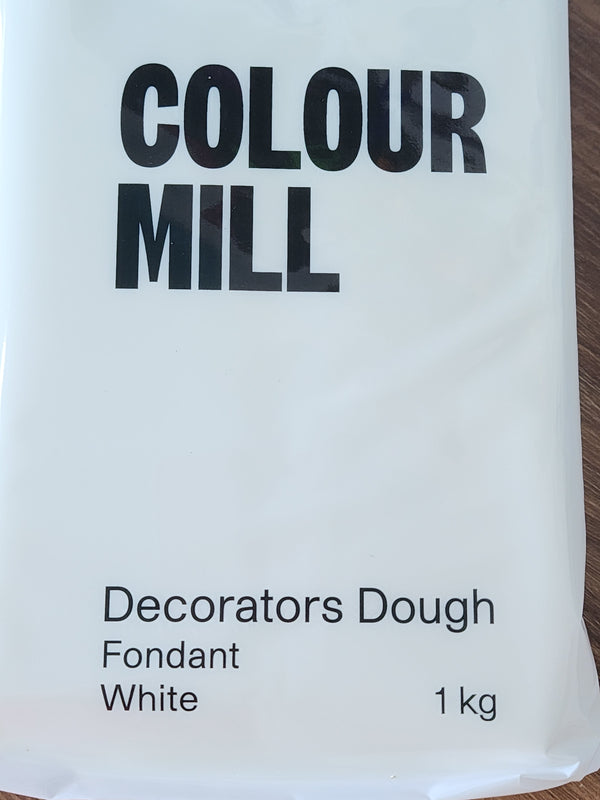 COLOUR
MILL
Decorators Dough
Fondant
White 1 kg